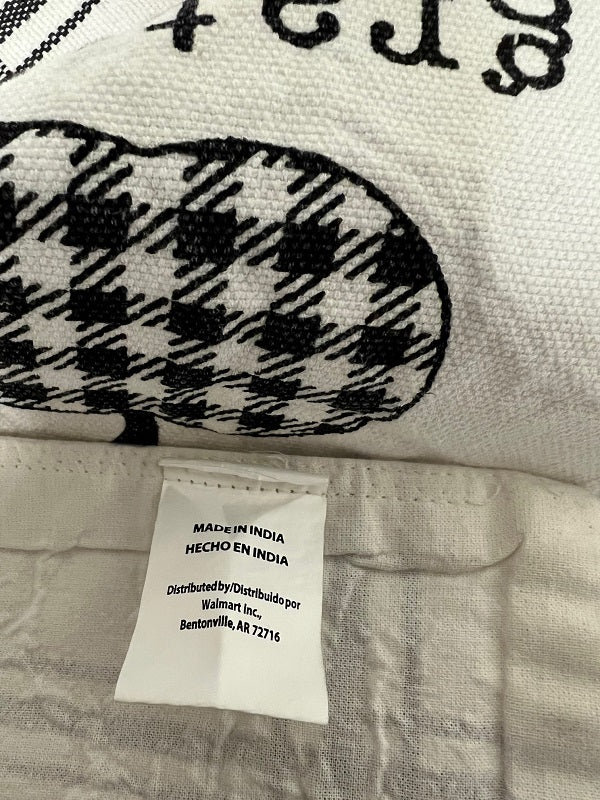 MADE IN INDIA
HECHO EN INDIA
Distributed by/Distribuido por
Walmart Inc.,
Bentonville, AR 72716